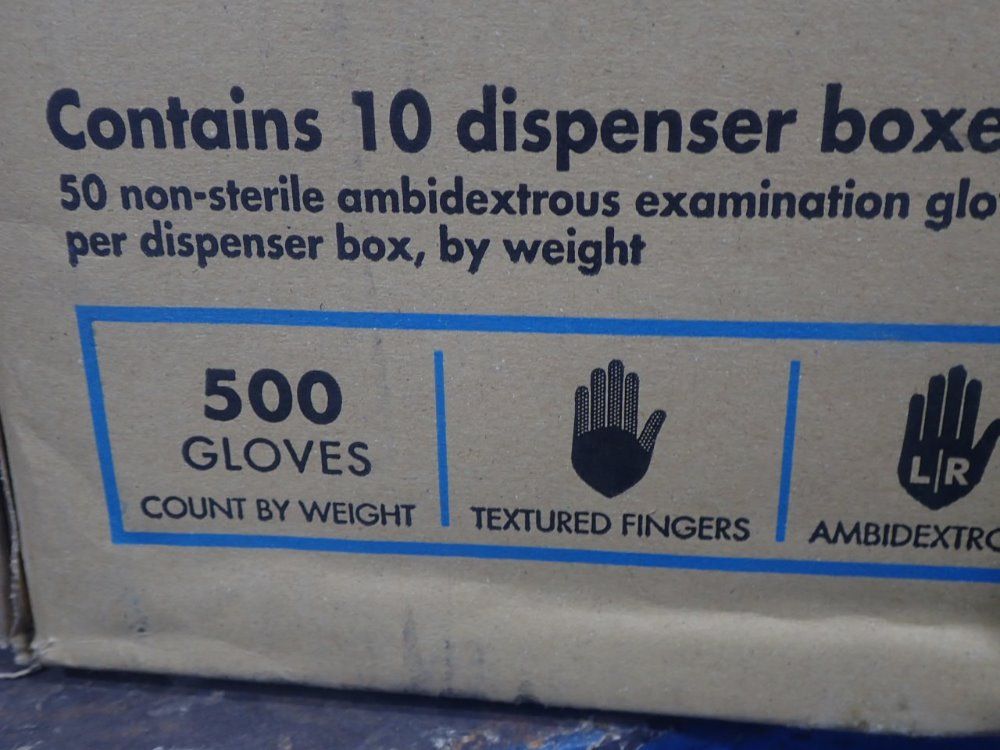 Contains 10 dispenser boxe
50 non-sterile ambidextrous examination glo
per dispenser box, by weight
500
GLOVES
COUNT BY WEIGHT
TEXTURED FINGERS
L/R
AMBIDEXTRO